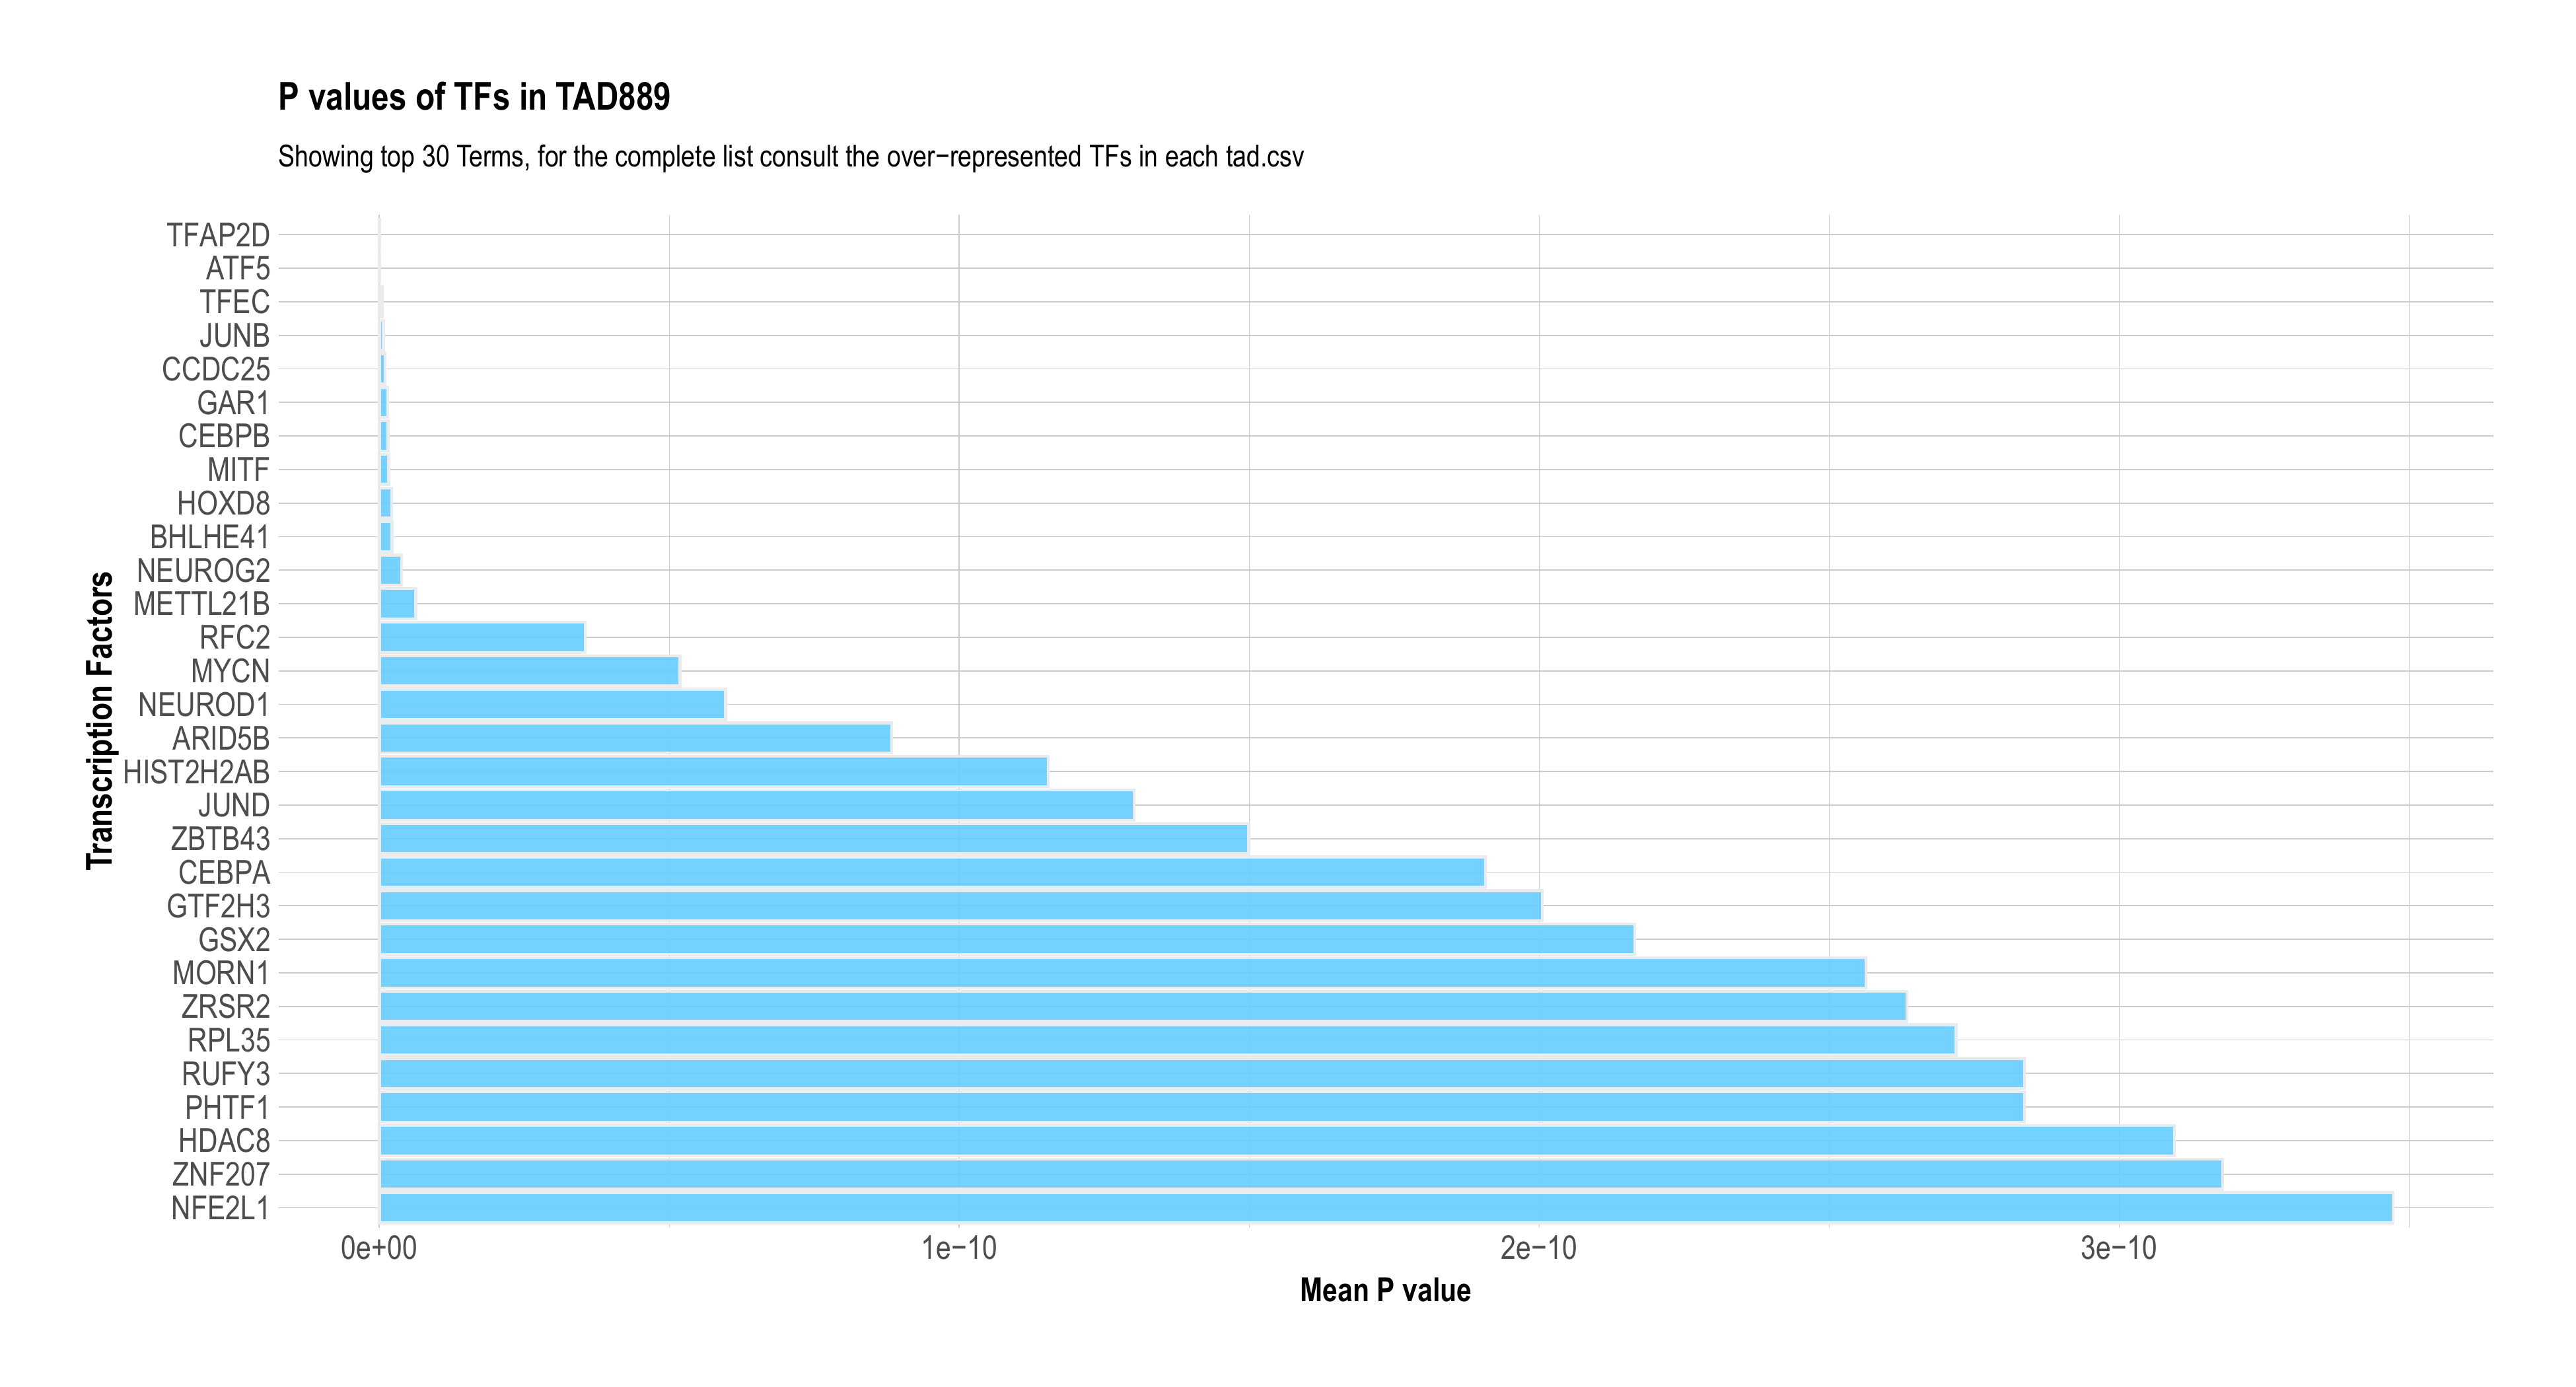 P values of TFs in TAD889
Showing top 30 Terms, for the complete list consult the over−represented TFs in each tad.csv
Transcription Factors
TFAP2D
ATF5
TFEC
JUNB
CCDC25
GAR1
CEBPB
MITF
HOXD8
BHLHE41
NEUROG2
METTL21B
RFC2
MYCN
NEUROD1
ARID5B
HIST2H2AB
JUND
ZBTB43
CEBPA
GTF2H3
GSX2
MORN1
ZRSR2
RPL35
RUFY3
PHTF1
HDAC8
ZNF207
NFE2L1
0e+00 1e−10 2e−10 3e−10
Mean P value